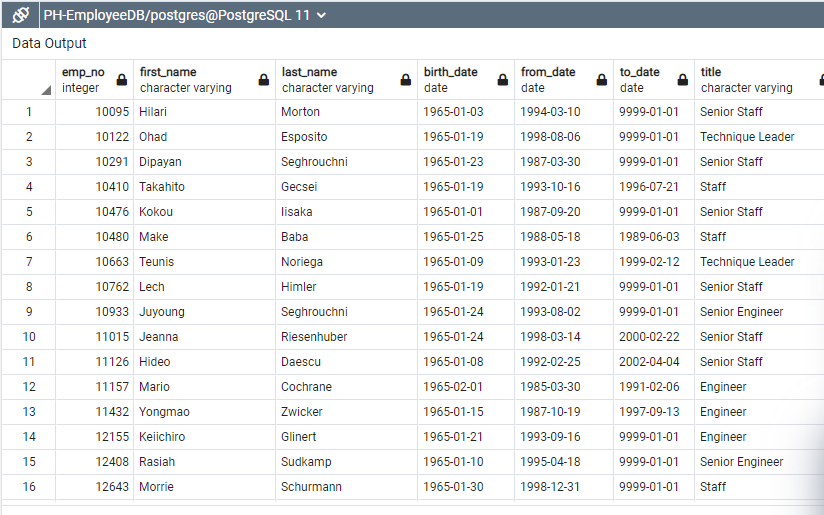 PH-EmployeeDB/postgres@PostgreSQL 11
Data Output
emp_no first_name last_name birth_date from_date to_date title
integer character varying character varying date date date character varying
1 10095 Hilari Morton 1965-01-03 1994-03-10 9999-01-01 Senior Staff
2 10122 Ohad Esposito 1965-01-19 1998-08-06 9999-01-01 Technique Leader
3 10291 Dipayan Seghrouchni 1965-01-23 1987-03-30 9999-01-01 Senior Staff
4 10410 Takahito Gecsei 1965-01-19 1993-10-16 1996-07-21 Staff
5 10476 Kokou Iisaka 1965-01-01 1987-09-20 9999-01-01 Senior Staff
6 10480 Make Baba 1965-01-25 1988-05-18 1989-06-03 Staff
7 10663 Teunis Noriega 1965-01-09 1993-01-23 1999-02-12 Technique Leader
8 10762 Lech Himler 1965-01-19 1992-01-21 9999-01-01 Senior Staff
9 10933 Juyoung Seghrouchni 1965-01-24 1993-08-02 9999-01-01 Senior Engineer
10 11015 Jeanna Riesenhuber 1965-01-24 1998-03-14 2000-02-22 Senior Staff
11 11126 Hideo Daescu 1965-01-08 1992-02-25 2002-04-04 Senior Staff
12 11157 Mario Cochrane 1965-02-01 1985-03-30 1991-02-06 Engineer
13 11432 Yongmao Zwicker 1965-01-15 1987-10-19 1997-09-13 Engineer
14 12155 Keiichiro Glinert 1965-01-21 1993-09-16 9999-01-01 Engineer
15 12408 Rasiah Sudkamp 1965-01-10 1995-04-18 9999-01-01 Senior Engineer
16 12643 Morrie Schurmann 1965-01-30 1998-12-31 9999-01-01 Staff